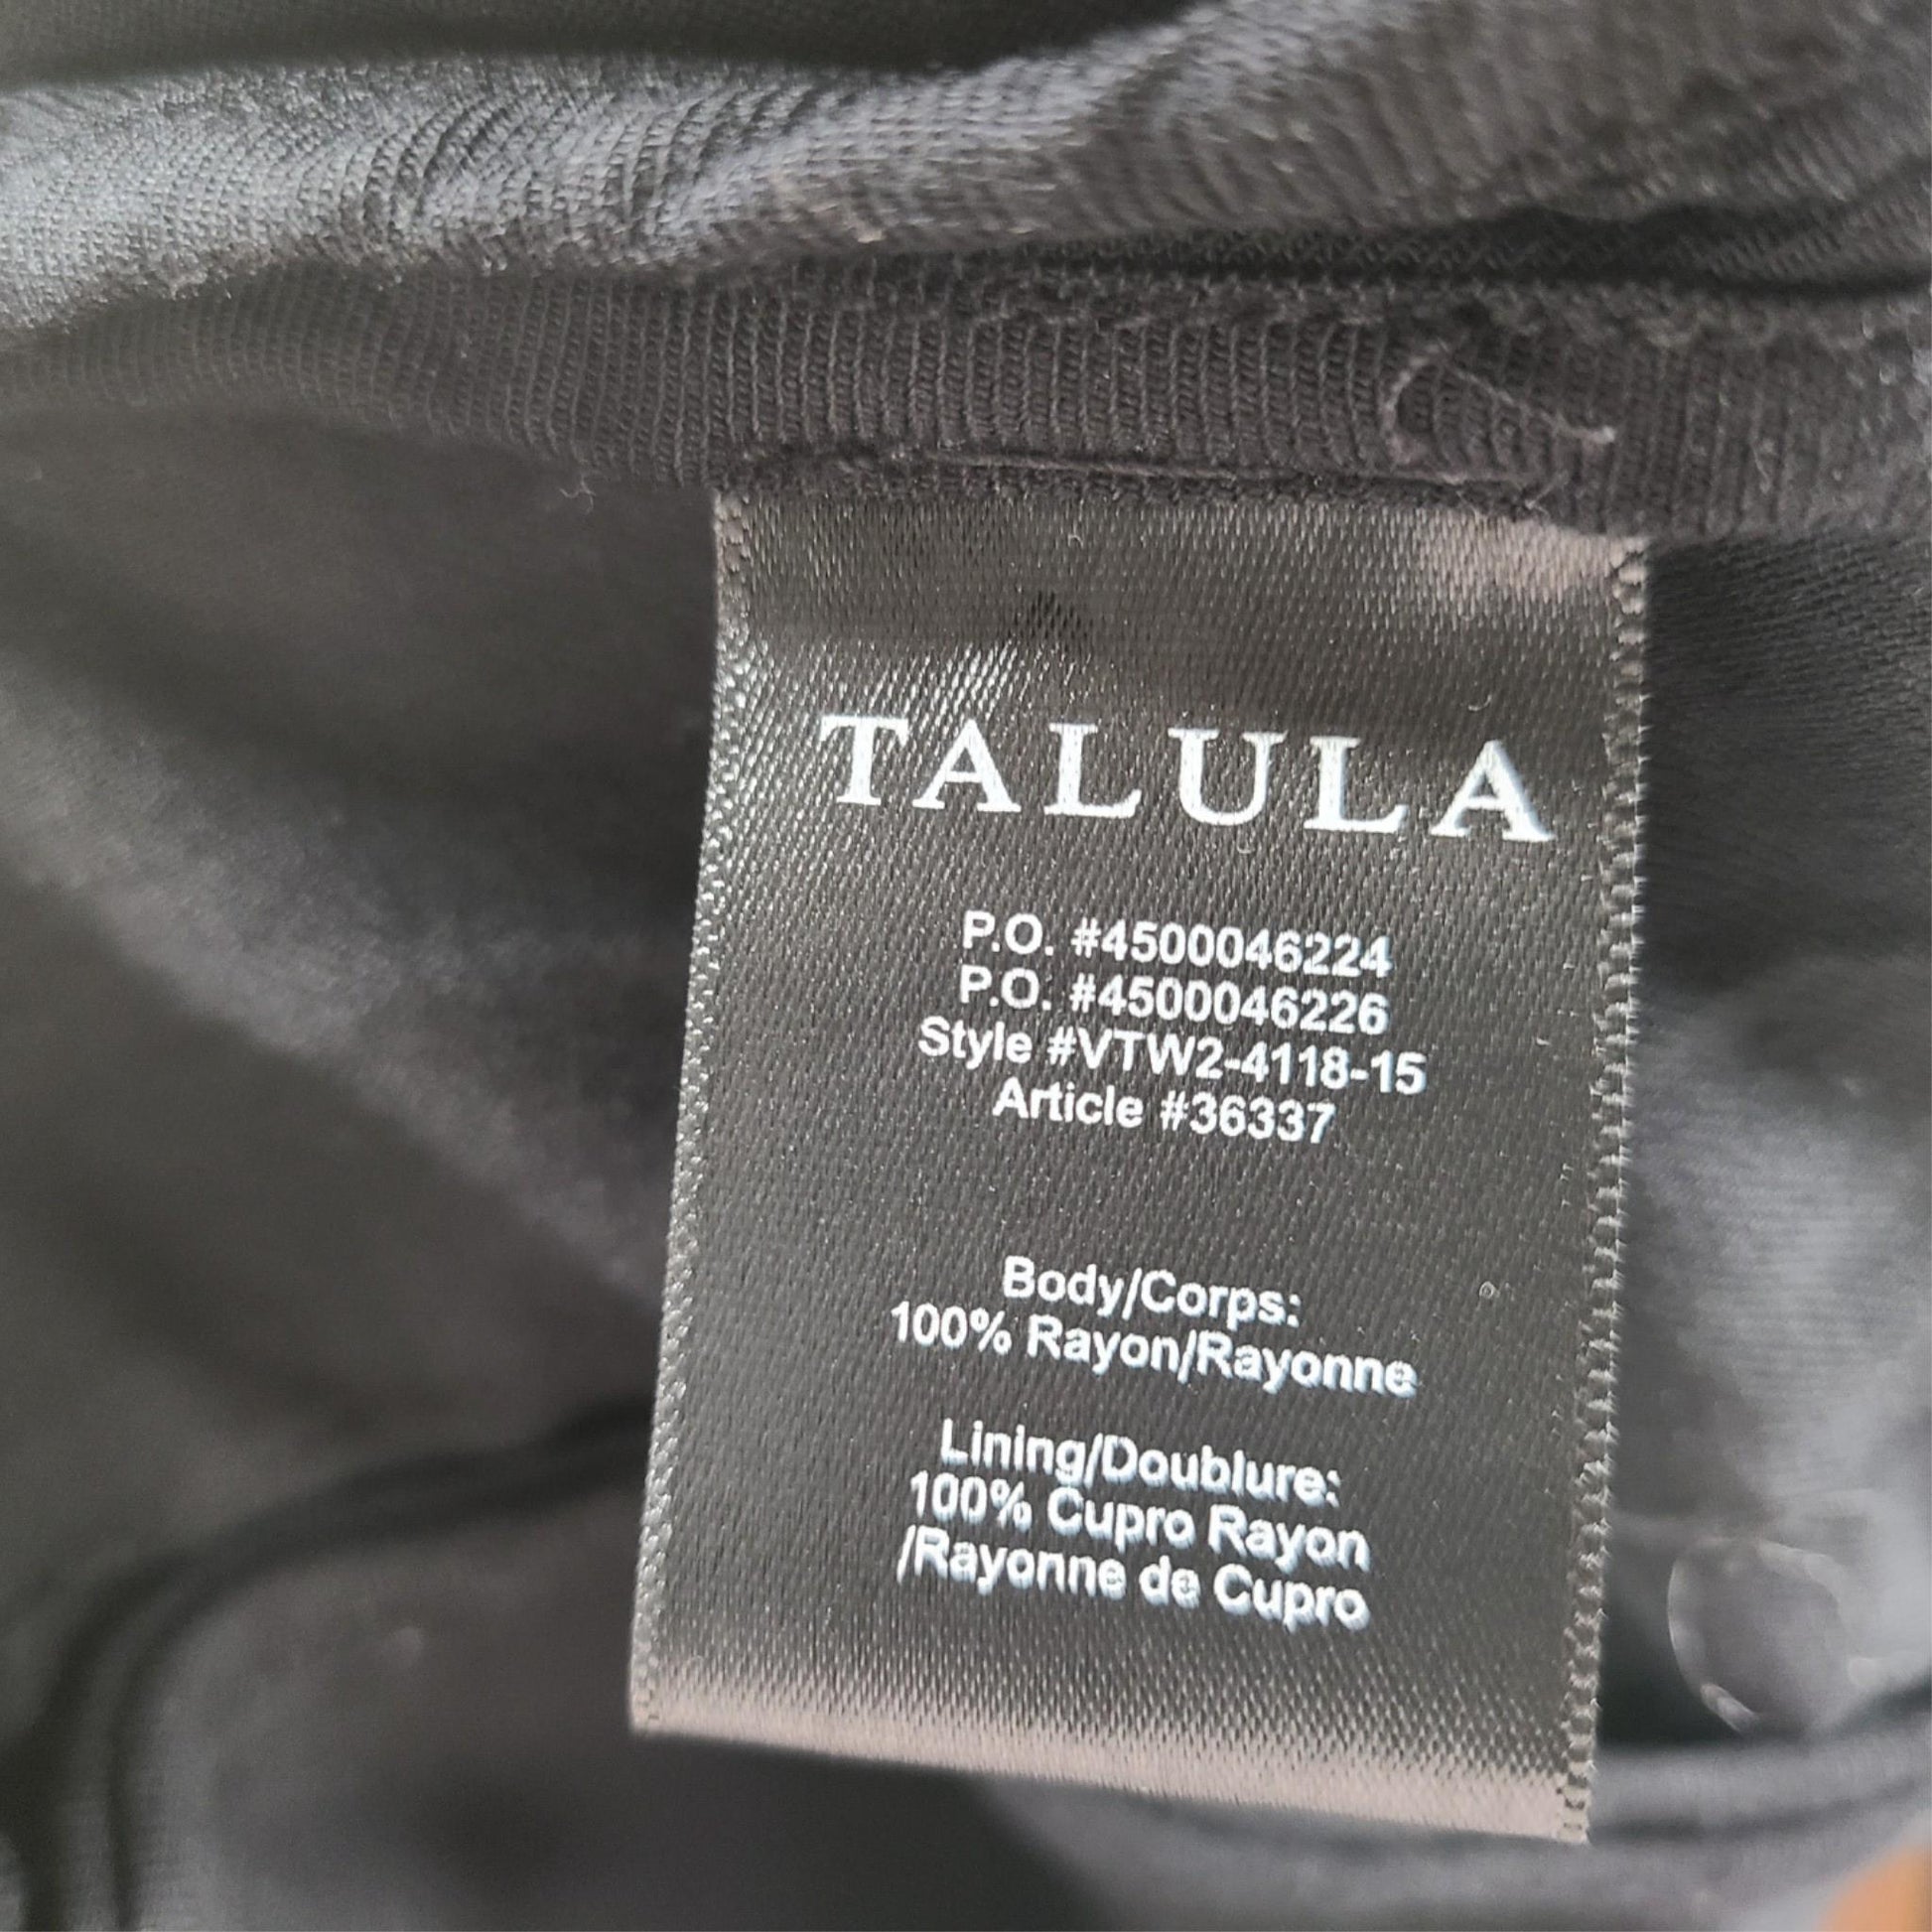 TALULA
P.O. #4500046224
P.O. #4500046226
Style #VTW2-4118-15
Article #36337
Body/Corps:
100% Rayon/Rayonne
Lining/Doublure:
100% Cupro Rayon
/Rayonne de Cupro